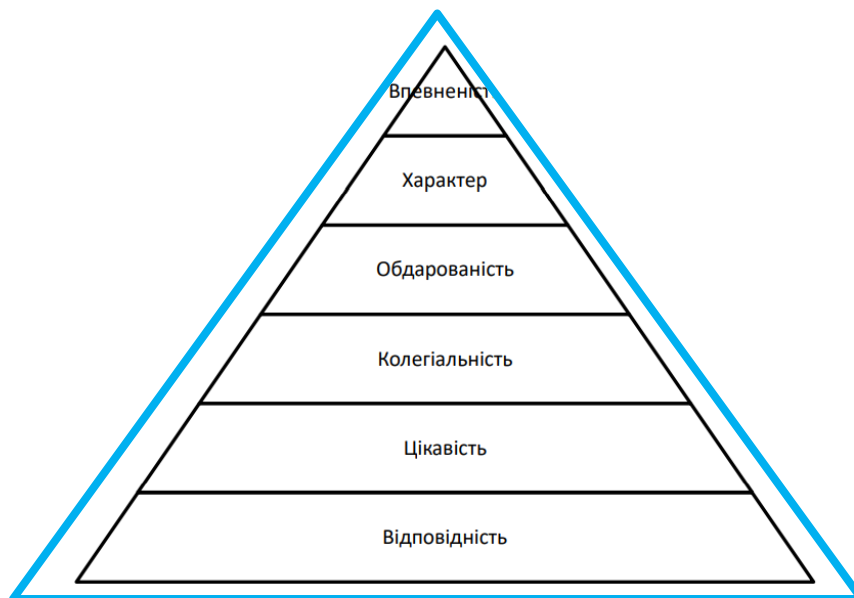 Впевненіст
Характер
Обдарованість
Колегіальність
Цікавість
Відповідність